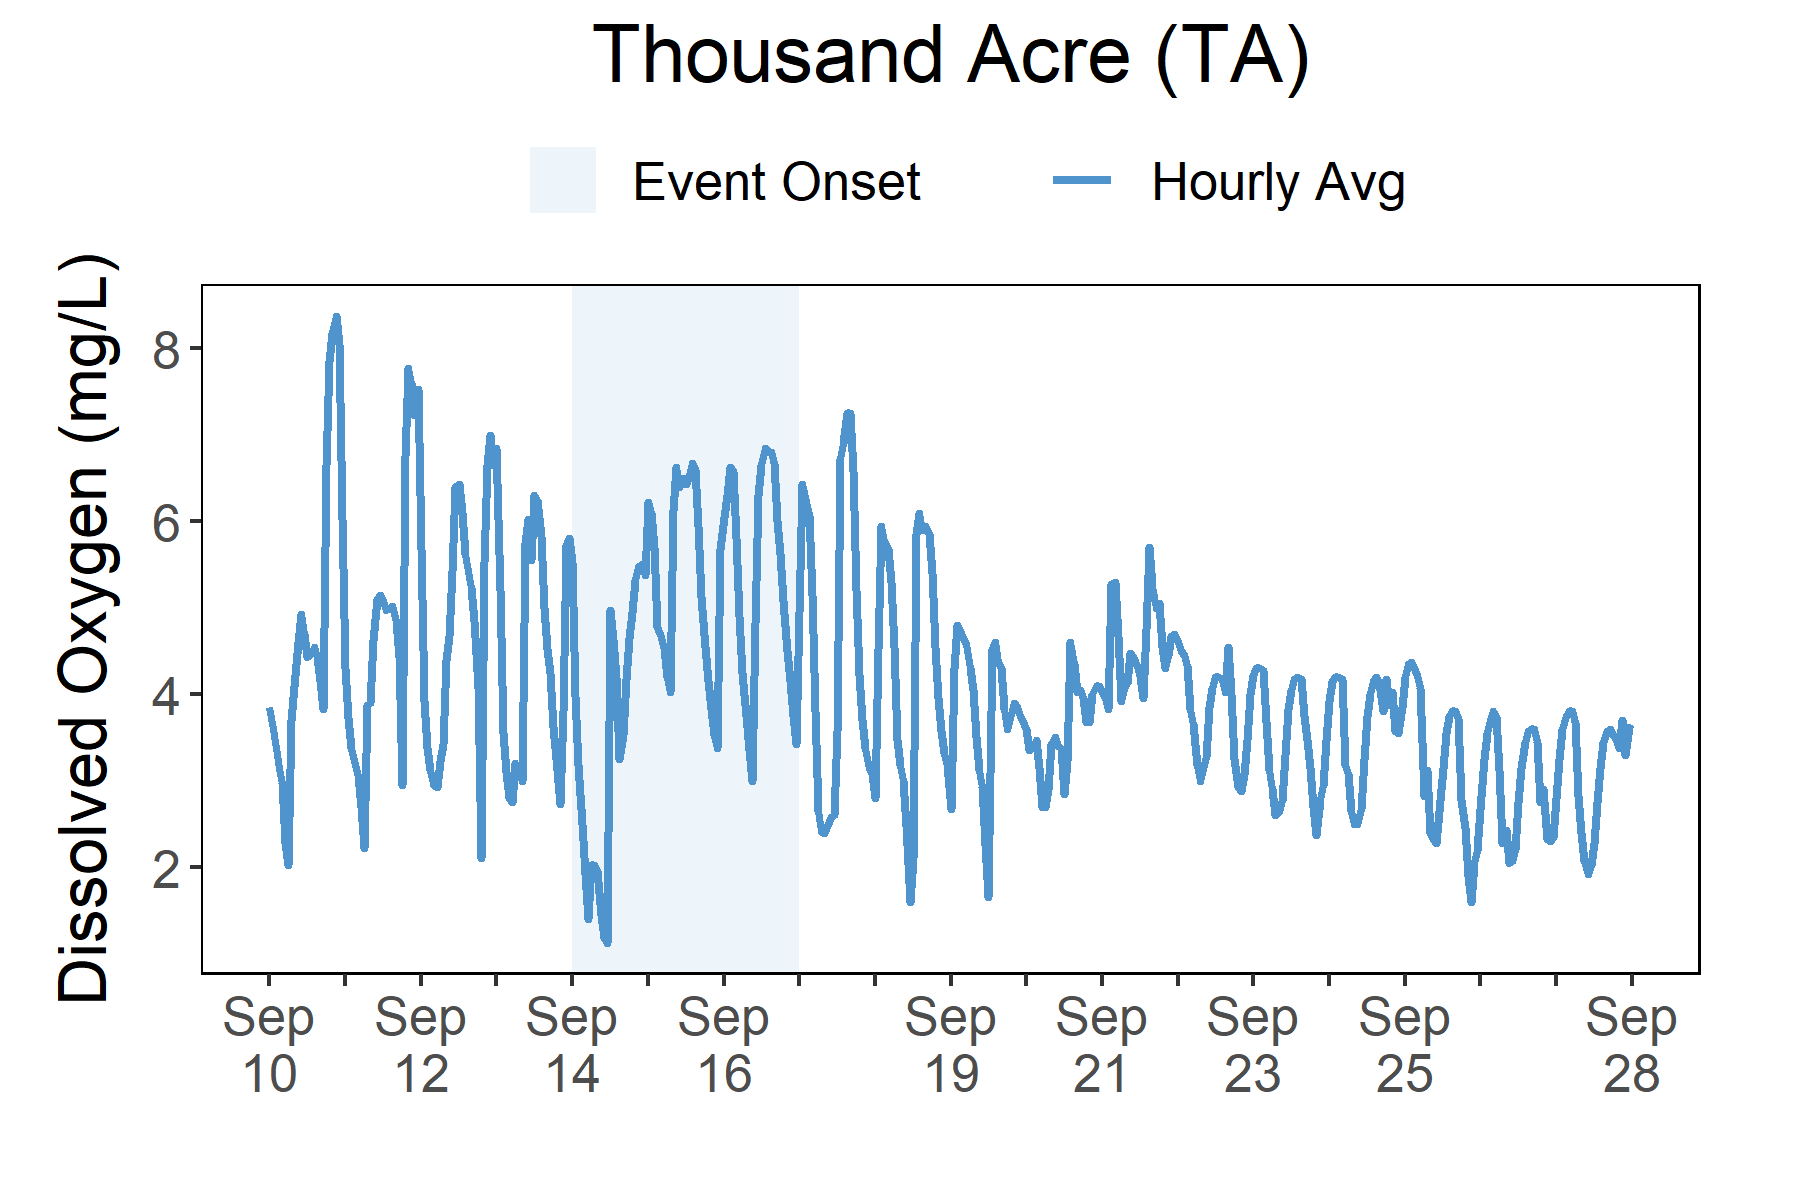 Thousand Acre (TA)
Event Onset
Hourly Avg
Dissolved Oxygen (mg/L)
8
6
4
2
Sep 10
Sep 12
Sep 14
Sep 16
Sep 19
Sep 21
Sep 23
Sep 25
Sep 28